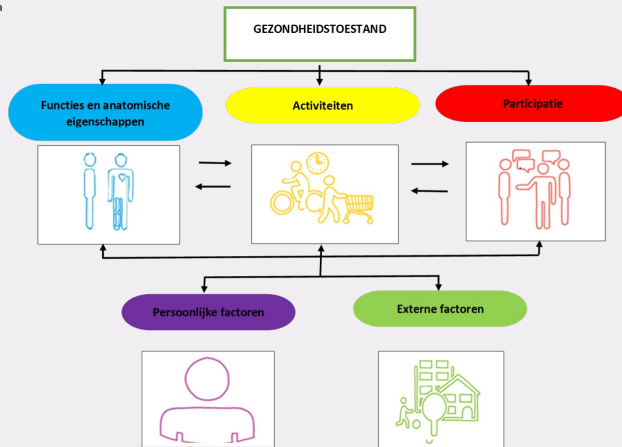 a
GEZONDHEIDSTOESTAND
Functies en anatomische
eigenschappen
Activiteiten
Participatie
Persoonlijke factoren
Externe factoren